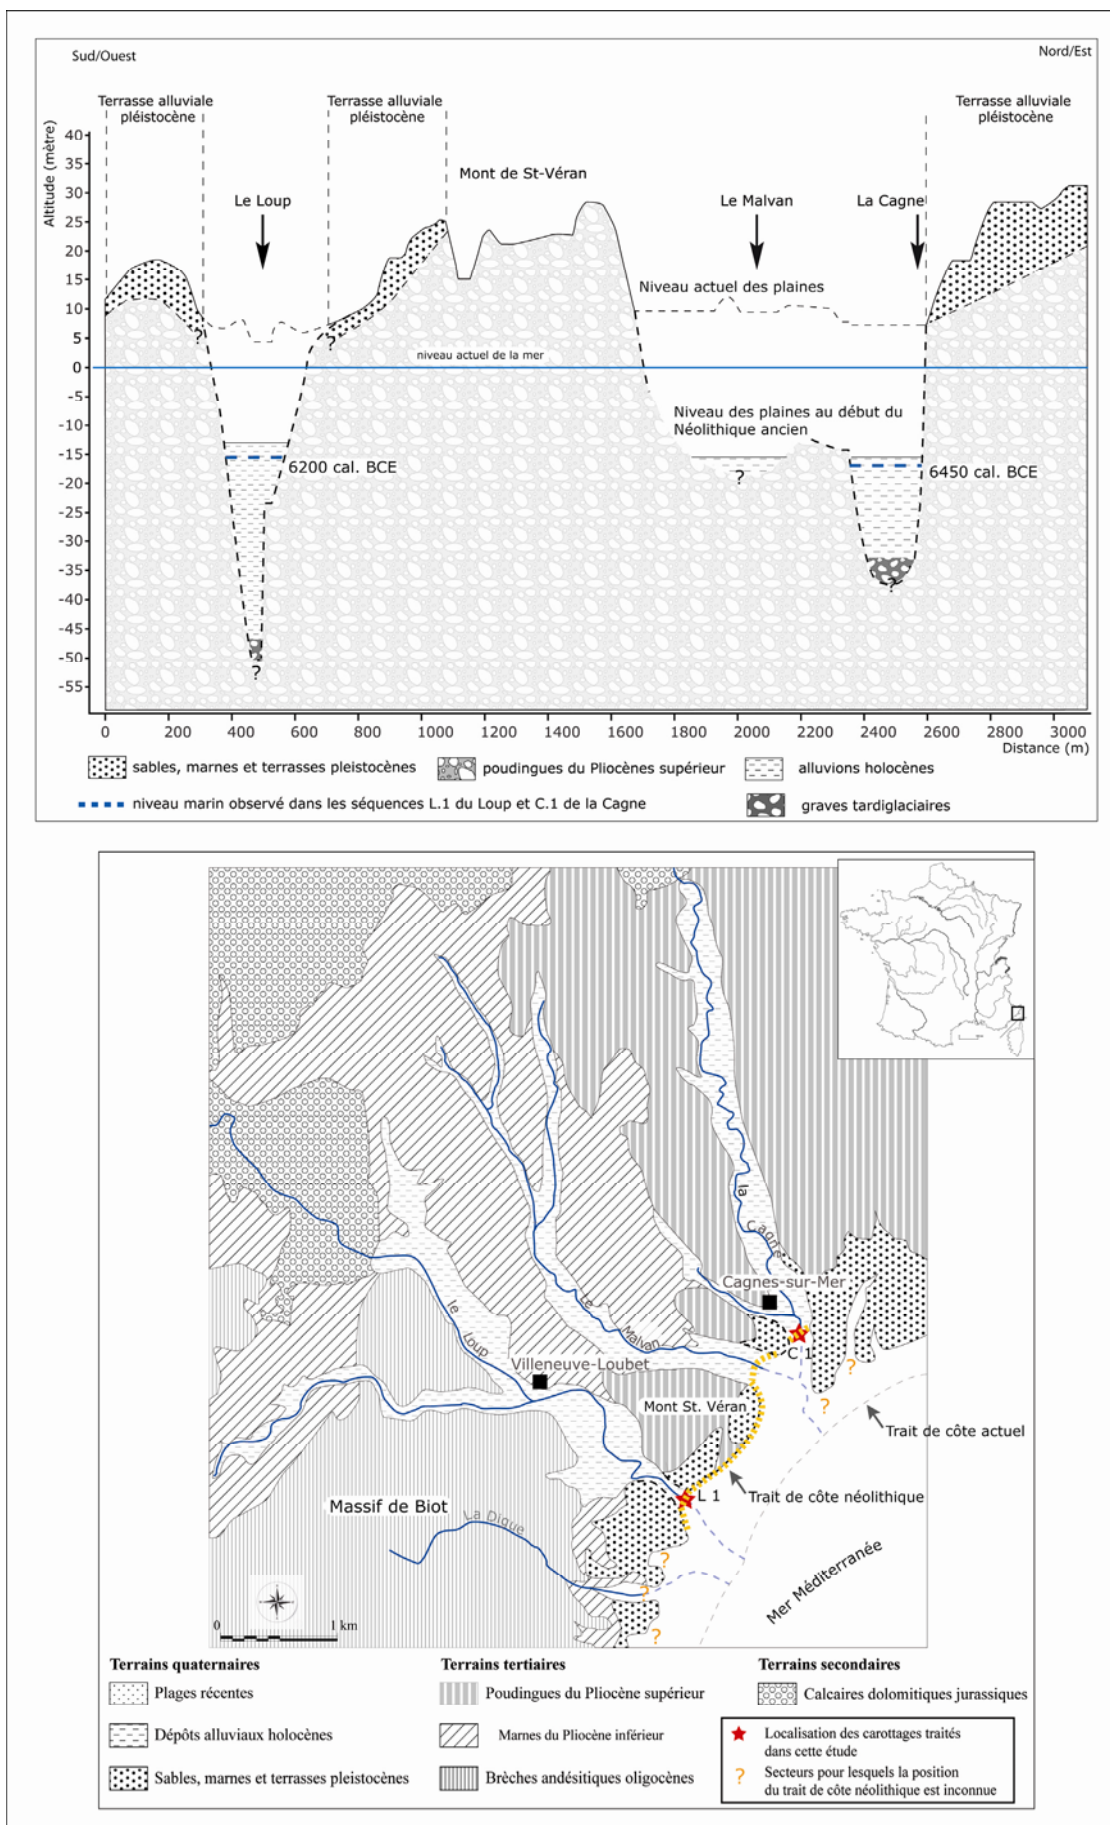 Sud/Ouest
Nord/Est
Terrasse alluviale
pléistocène
Terrasse alluviale
pléistocène
Terrasse alluviale
pléistocène
Altitude (mètre)
40
35
30
25
20
15
10
5
0
-5
-10
-15
-20
-25
-30
-35
-40
-45
-50
-55
Mont de St-Véran
Le Loup
Le Malvan
La Cagne
Niveau actuel des plaines
?
?
niveau actuel de la mer
Niveau des plaines au début du
Néolithique ancien
6200 cal. BCE
?
6450 cal. BCE
?
?
0
200
400
600
800
1000
1200
1400
1600
1800
2000
2200
2400
2600
2800
3000
Distance (m)
sables, marnes et terrasses pleistocènes
poudingues du Pliocènes supérieur
alluvions holocènes
niveau marin observé dans les séquences L.1 du Loup et C.1 de la Cagne
graves tardiglaciaires
la
Cagne
Cagnes-sur-Mer
le
Loup
Le
Malvan
C 1
Villeneuve-Loubet
?
?
Mont St. Véran
Trait de côte actuel
L 1
Trait de côte néolithique
Massif de Biot
La Digue
?
?
?
Mer Méditerranée
0
1 km
Terrains quaternaires
Plages récentes
Dépôts alluviaux holocènes
Sables, marnes et terrasses pleistocènes
Terrains tertiaires
Poudingues du Pliocène supérieur
Marnes du Pliocène inférieur
Brèches andésitiques oligocènes
Terrains secondaires
Calcaires dolomitiques jurassiques
Localisation des carottages traités
dans cette étude
? Secteurs pour lesquels la position
du trait de côte néolithique est inconnue